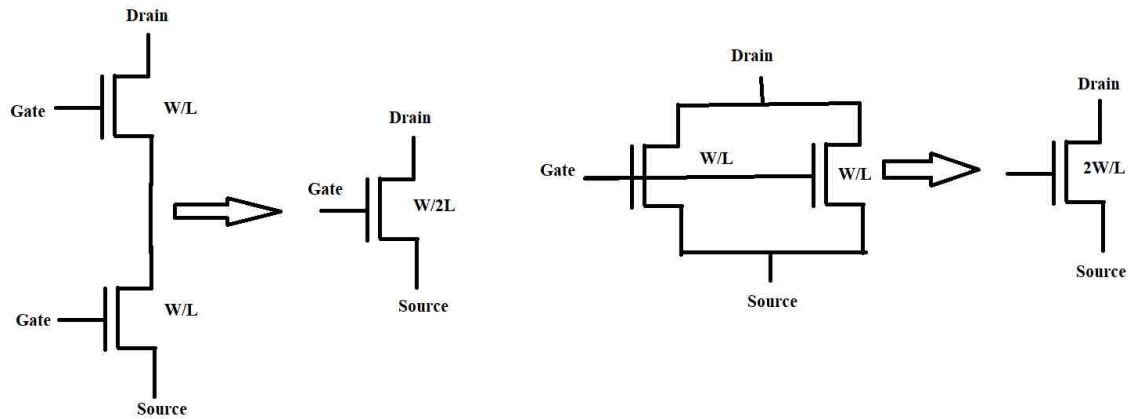 Drain
Gate
W/L
Gate
W/L
Source
Drain
Gate
W/2L
Source
Drain
Gate
W/L
W/L
Source
Drain
2W/L
Source